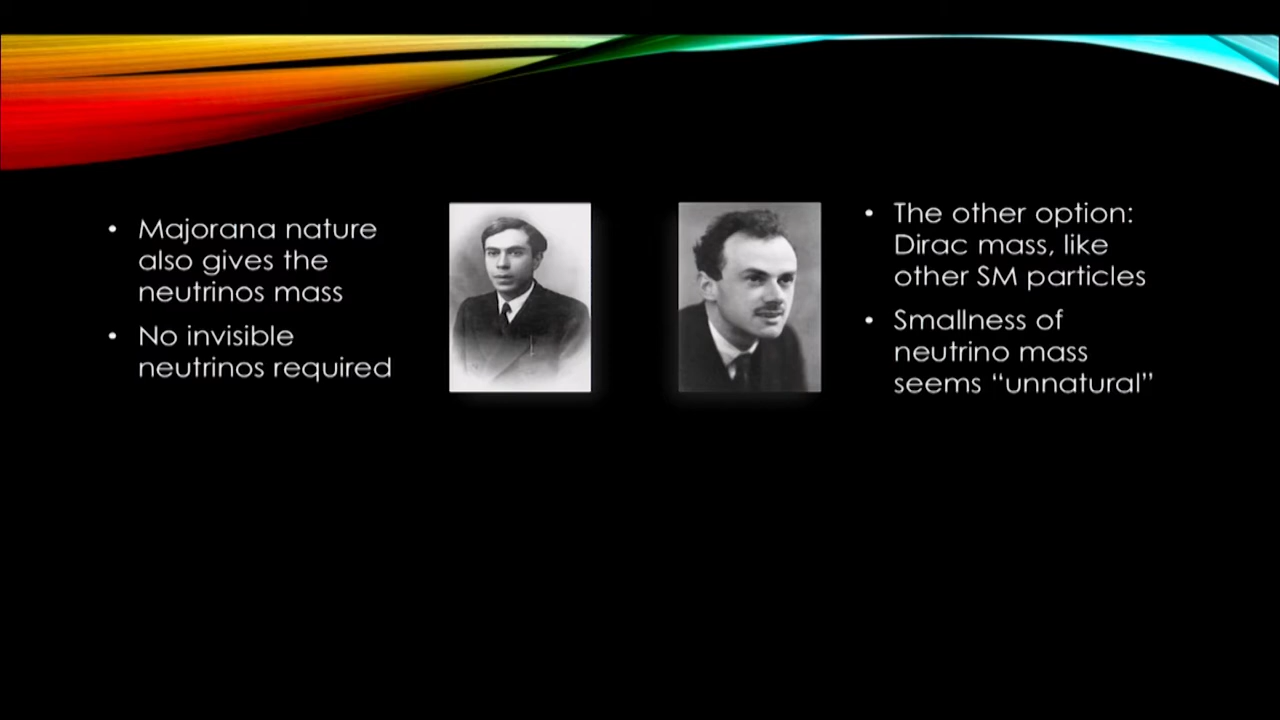 • Majorana nature
also gives the
neutrinos mass
• No invisible
neutrinos required
• The other option:
Dirac mass, like
other SM particles
• Smallness of
neutrino mass
seems “unnatural”